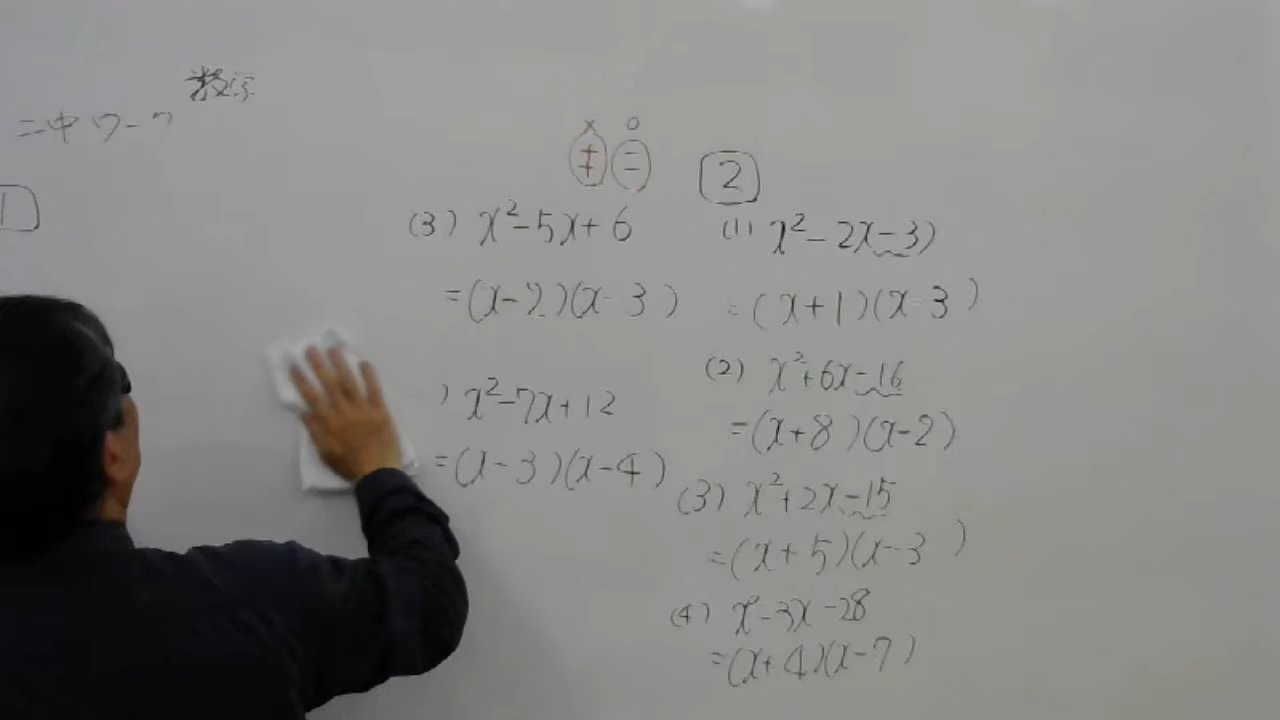 数学
二中ワー7
1
× ○
++ −−
(3) x²-5x+6
=(x-2)(x-3)
) x²-7x+12
=(x-3)(x-4)
2
(1) x²-2x-3)
=(x+1)(x-3)
(2) x²+6x-16
=(x+8)(x-2)
(3) x²+2x-15
=(x+5)(x-3)
(4) x²-3x-28
=(x+4)(x-7)